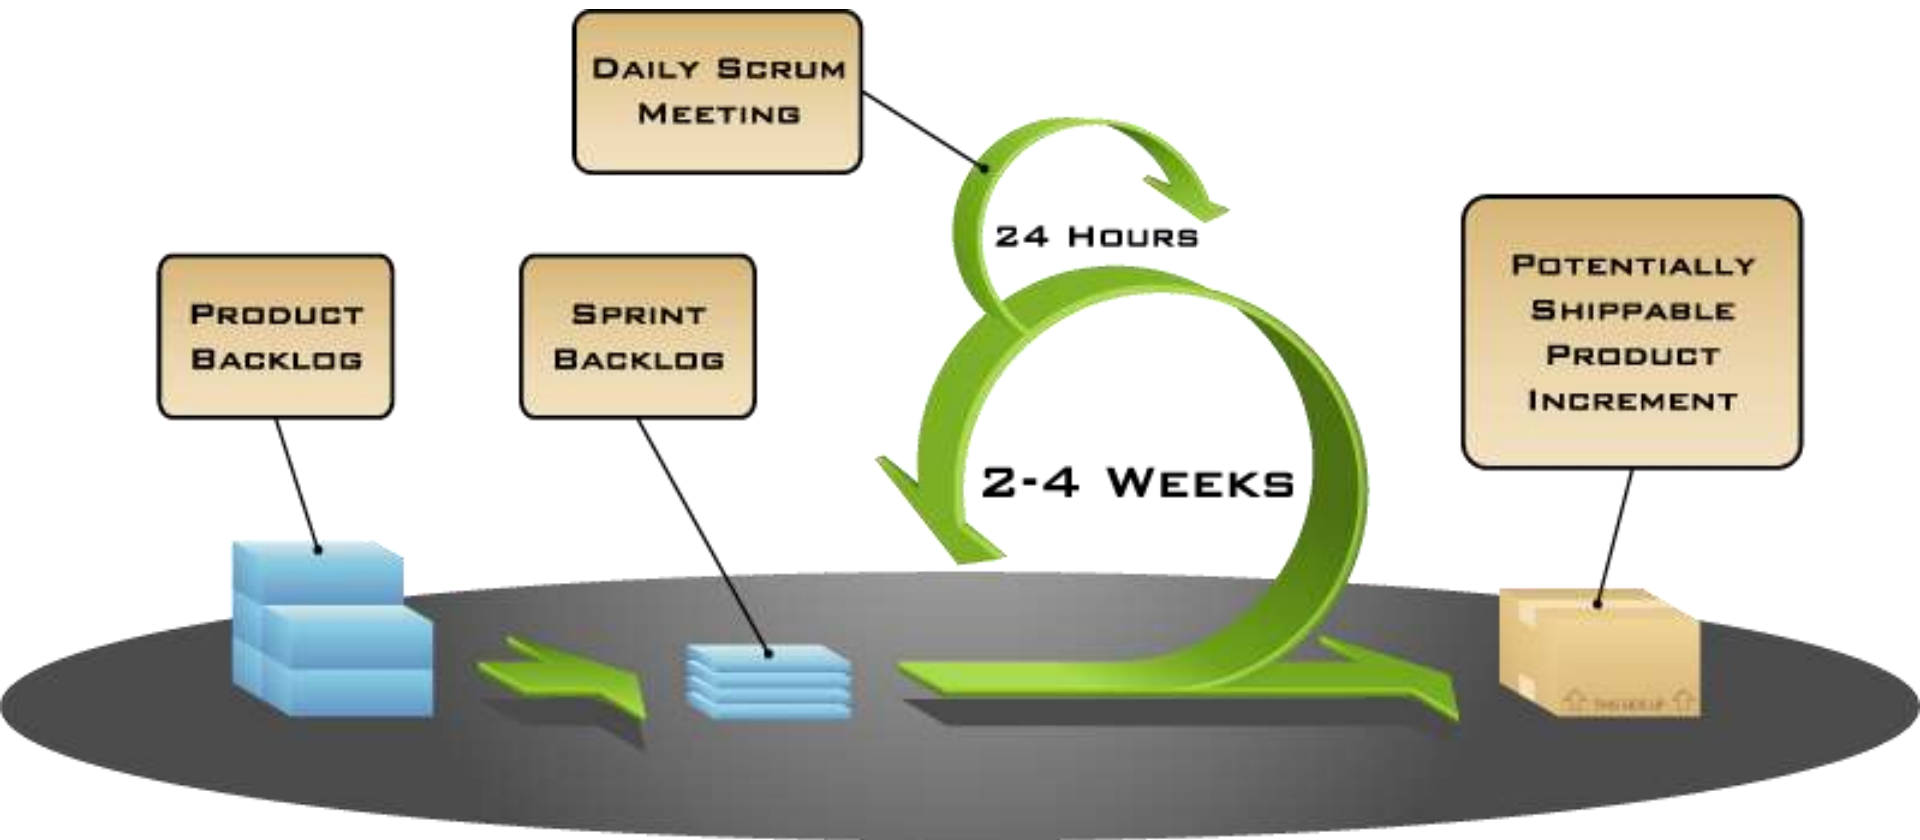 Daily Scrum
Meeting
24 Hours
Product
Backlog
Sprint
Backlog
Potentially
Shippable
Product
Increment
2-4 Weeks